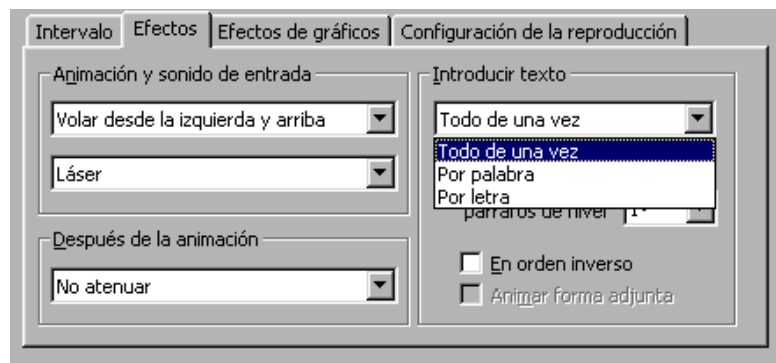 Intervalo Efectos Efectos de gráficos Configuración de la reproducción
Animación y sonido de entrada
Volar desde la izquierda y arriba
Láser
Después de la animación
No atenuar
Introducir texto
Todo de una vez
Todo de una vez
Por palabra
Por letra
párrafos de nivel 1º
En orden inverso
Animar forma adjunta